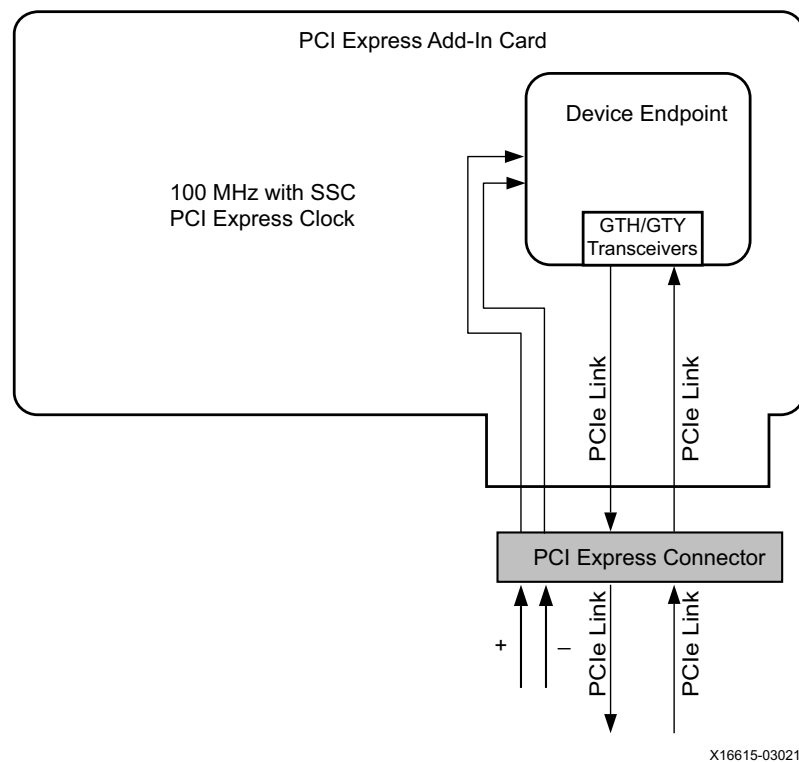 PCI Express Add-In Card
Device Endpoint
100 MHz with SSC
PCI Express Clock
GTH/GTY
Transceivers
PCIe Link
PCIe Link
PCI Express Connector
+
–
PCIe Link
PCIe Link
X16615-03021